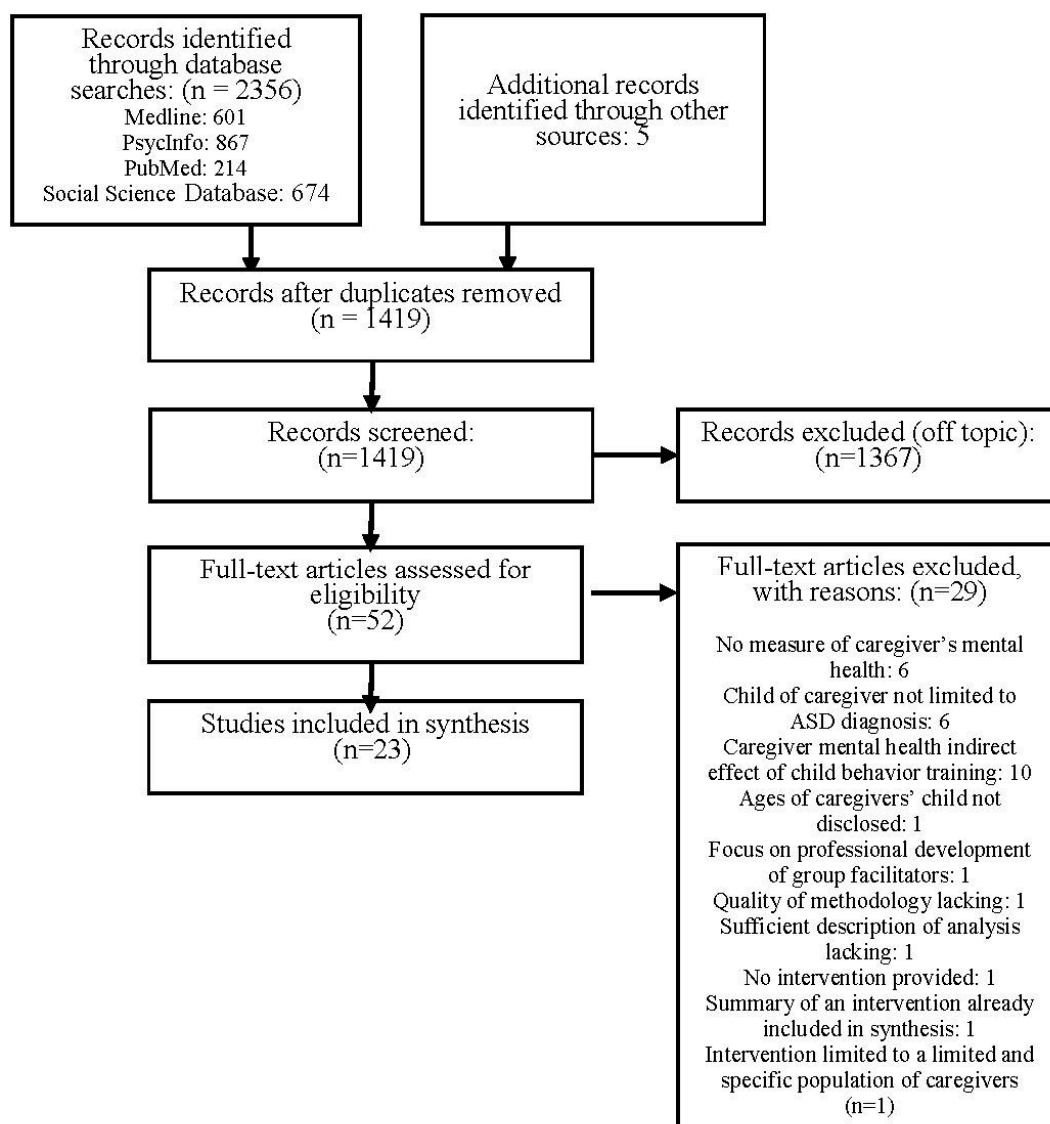 Records identified
through database
searches: (n = 2356)
Medline: 601
PsycInfo: 867
PubMed: 214
Social Science Database: 674
Additional records
identified through other
sources: 5
Records after duplicates removed
(n = 1419)
Records screened:
(n=1419)
Records excluded (off topic):
(n=1367)
Full-text articles assessed for
eligibility
(n=52)
Full-text articles excluded,
with reasons: (n=29)
No measure of caregiver’s mental
health: 6
Child of caregiver not limited to
ASD diagnosis: 6
Caregiver mental health indirect
effect of child behavior training: 10
Ages of caregivers’ child not
disclosed: 1
Focus on professional development
of group facilitators: 1
Quality of methodology lacking: 1
Sufficient description of analysis
lacking: 1
No intervention provided: 1
Summary of an intervention already
included in synthesis: 1
Intervention limited to a limited and
specific population of caregivers
(n=1)
Studies included in synthesis
(n=23)